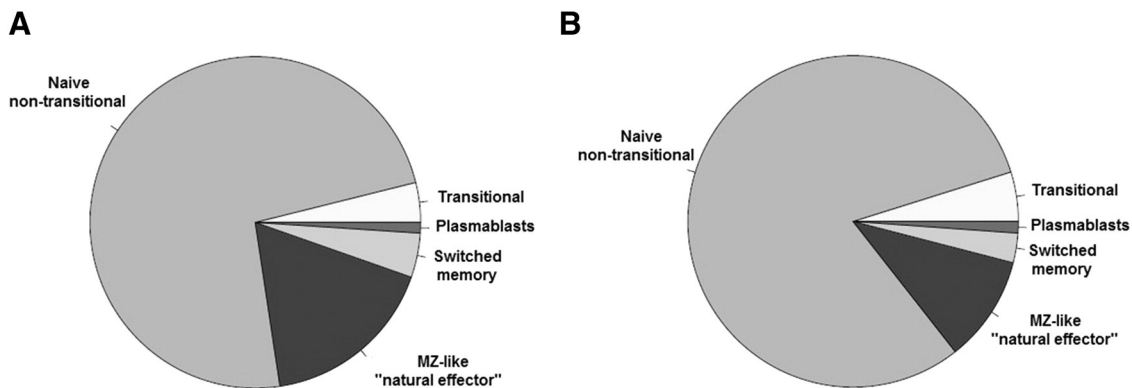 A
Naive
non-transitional
Transitional
Plasmablasts
Switched
memory
MZ-like
"natural effector"
B
Naive
non-transitional
Transitional
Plasmablasts
Switched
memory
MZ-like
"natural effector"